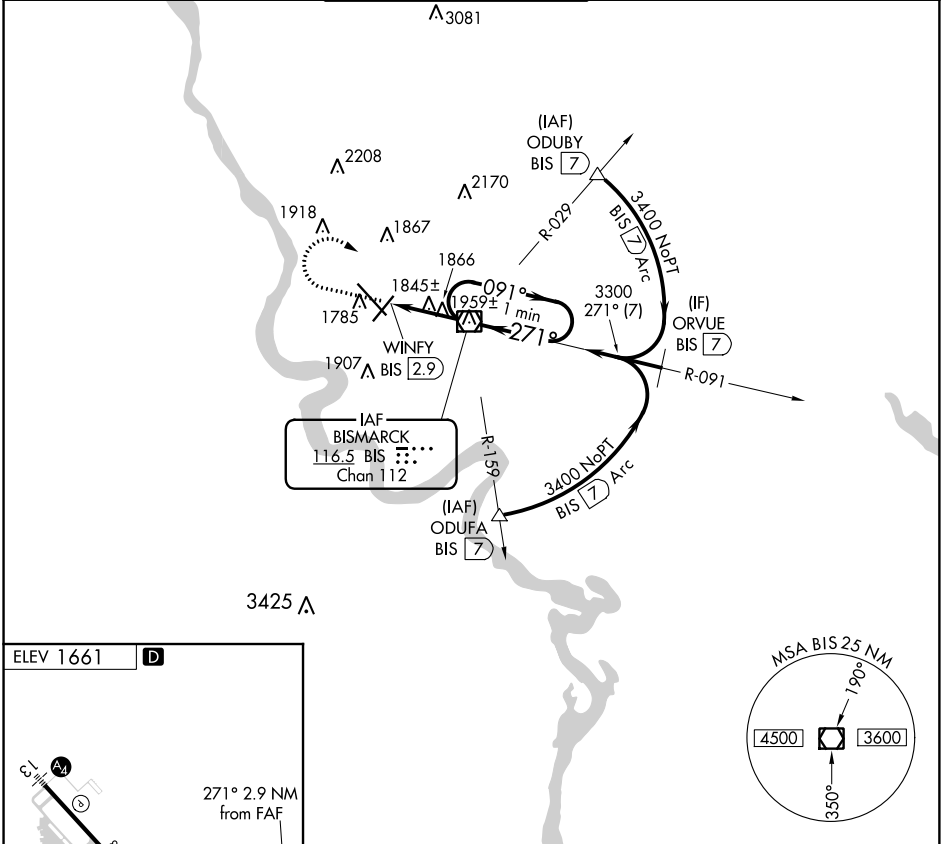 3081
(IAF)
ODUBY
BIS 7
2208
2170
3400 NoPT
BIS 7 Arc
R-029
1918
1867
1866
1845±
1959±
091°
1 min
271°
3300
271° (7)
(IF)
ORVUE
BIS 7
1785
WINFY
BIS 2.9
1907
R-091
IAF
BISMARCK
116.5 BIS
Chan 112
R-159
3400 NoPT
BIS 7 Arc
(IAF)
ODUFA
BIS 7
3425
ELEV 1661 D
MSA BIS 25 NM
190°
4500
3600
350°
13
A4
P
271° 2.9 NM
from FAF